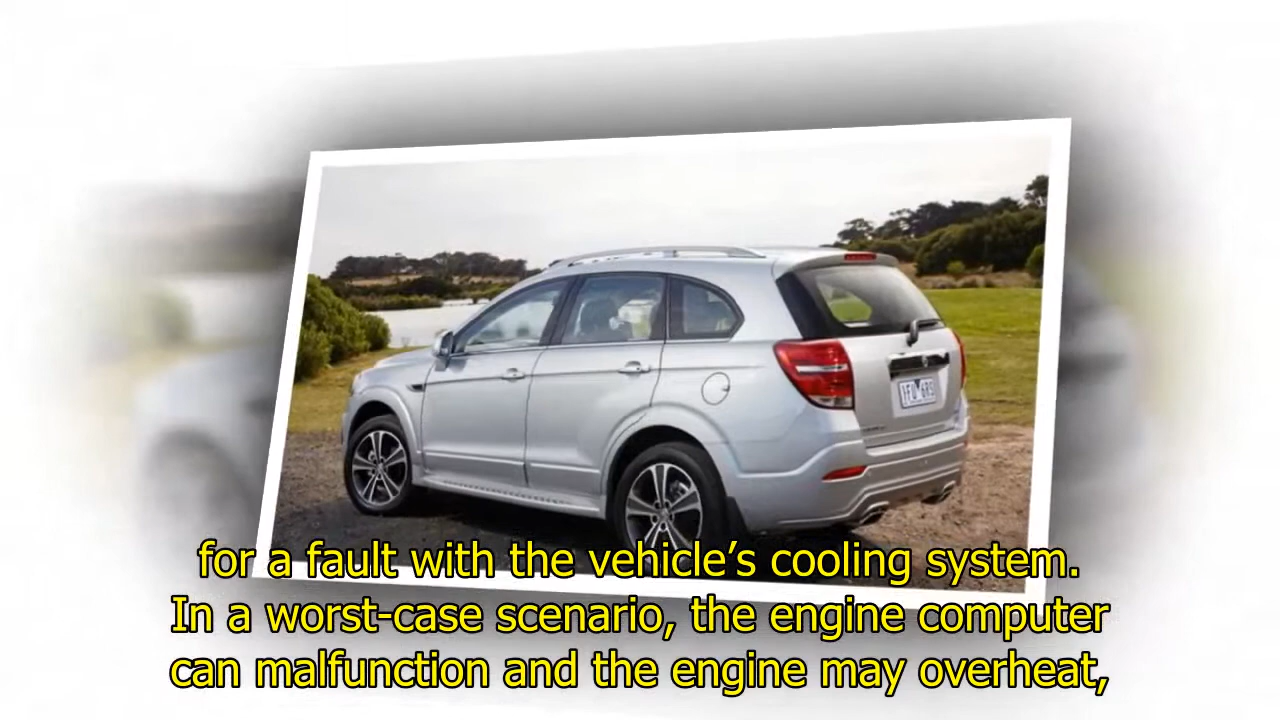 for a fault with the vehicle’s cooling system.
In a worst-case scenario, the engine computer
can malfunction and the engine may overheat,